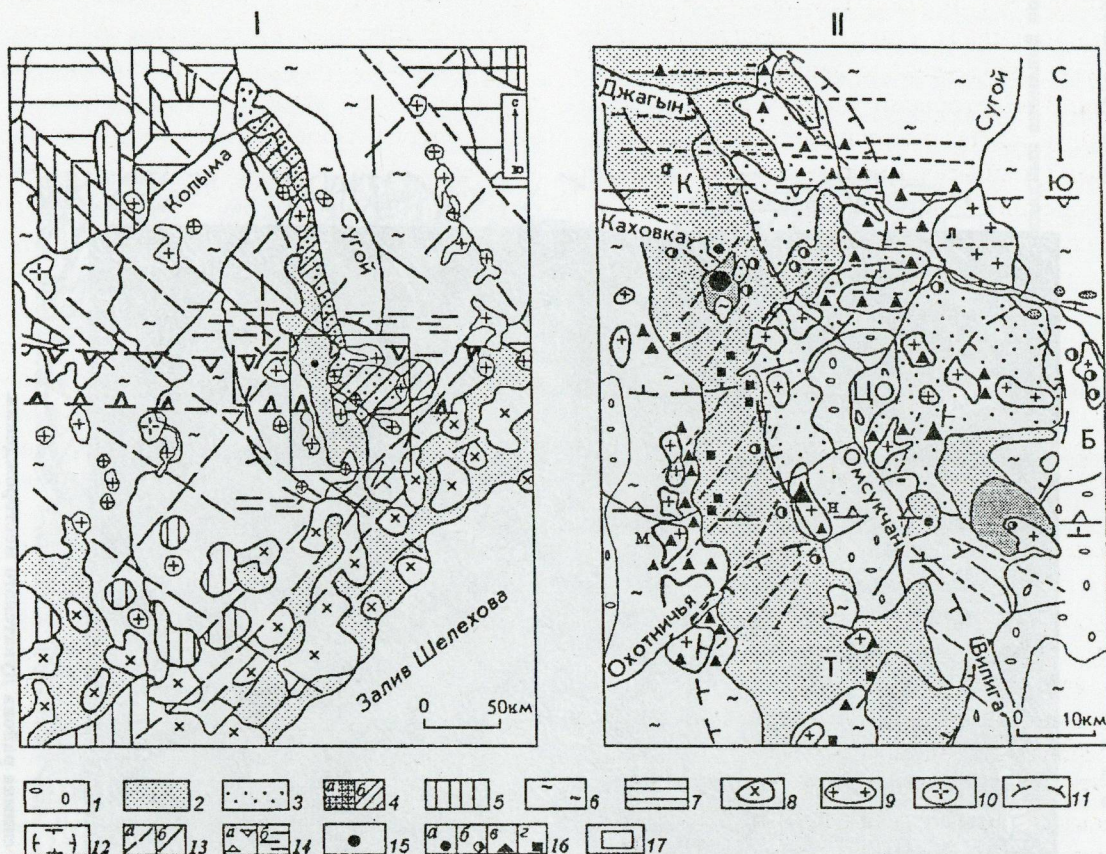 I
II
Колыма
Сугой
Залив Шелехова
0 50км
с
ю
Джагын
К
Каховка
Сугой
С
Ю
л
ЦО
Б
Омсукчан
н
м
Охотничья
Т
Вилига
0 10км
1 2 3 а б 4 5 6 7 8 9 10 11
12 а б 13 а б 14 15 а б в г 16 17